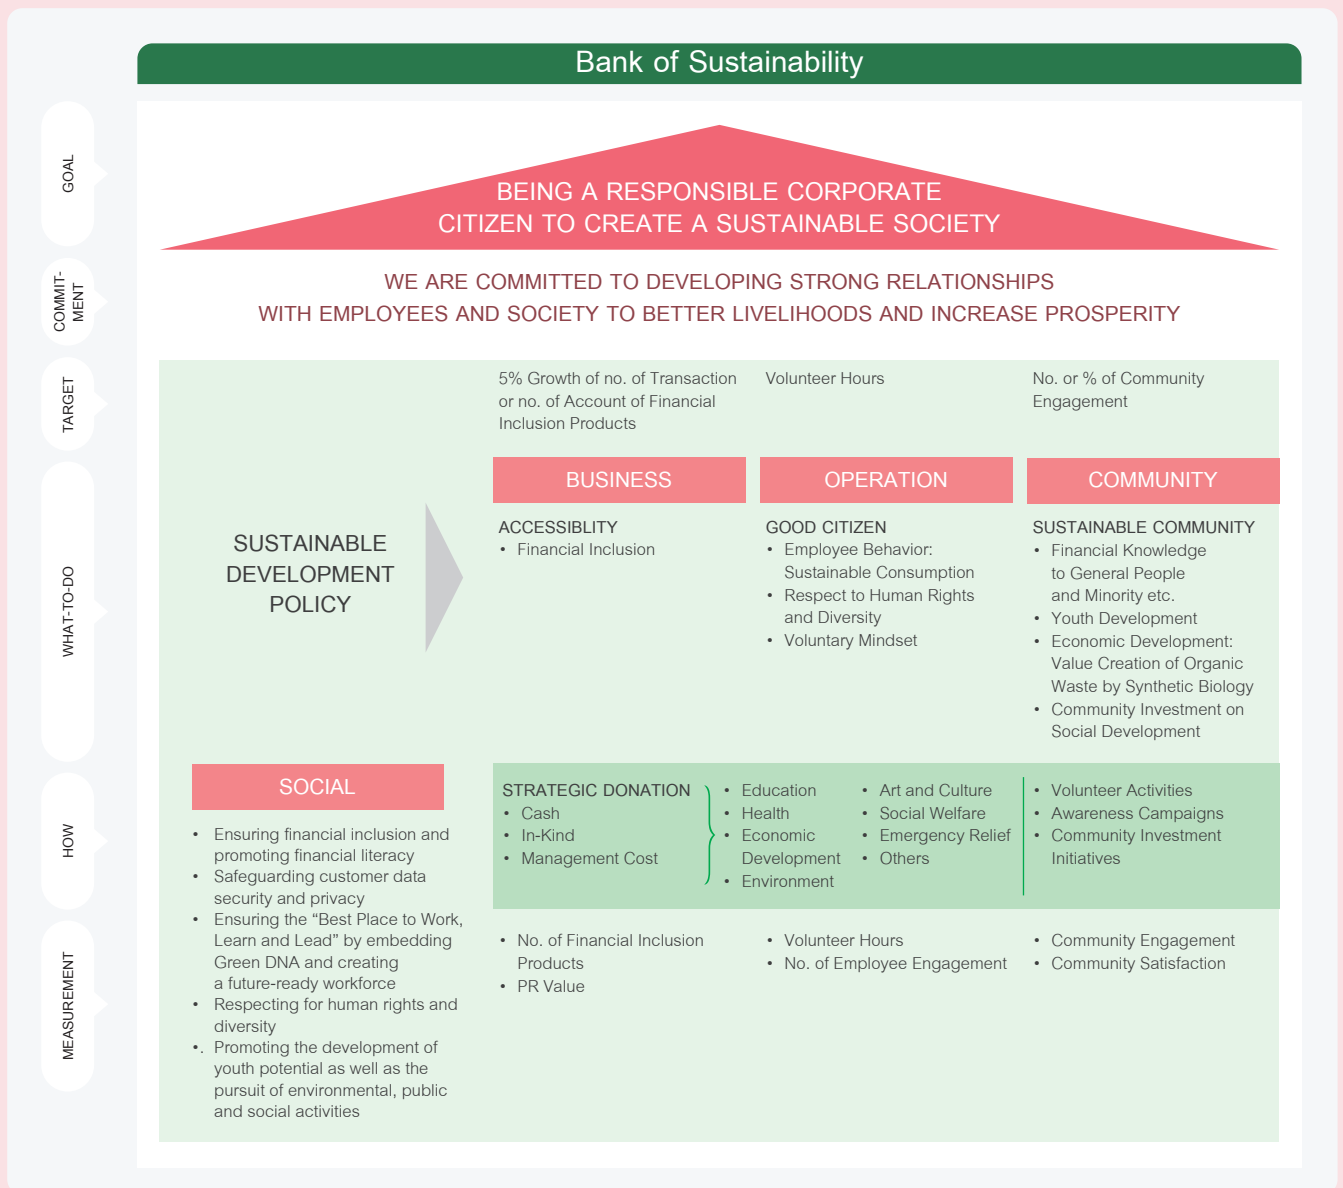 Bank of Sustainability
GOAL
BEING A RESPONSIBLE CORPORATE
CITIZEN TO CREATE A SUSTAINABLE SOCIETY
COMMIT-
MENT
WE ARE COMMITTED TO DEVELOPING STRONG RELATIONSHIPS
WITH EMPLOYEES AND SOCIETY TO BETTER LIVELIHOODS AND INCREASE PROSPERITY
TARGET
5% Growth of no. of Transaction
or no. of Account of Financial
Inclusion Products
Volunteer Hours
No. or % of Community
Engagement
WHAT-TO-DO
SUSTAINABLE
DEVELOPMENT
POLICY
BUSINESS
ACCESSIBLITY
• Financial Inclusion
OPERATION
GOOD CITIZEN
• Employee Behavior:
Sustainable Consumption
• Respect to Human Rights
and Diversity
• Voluntary Mindset
COMMUNITY
SUSTAINABLE COMMUNITY
• Financial Knowledge
to General People
and Minority etc.
• Youth Development
• Economic Development:
Value Creation of Organic
Waste by Synthetic Biology
• Community Investment on
Social Development
SOCIAL
• Ensuring financial inclusion and
promoting financial literacy
• Safeguarding customer data
security and privacy
• Ensuring the “Best Place to Work,
Learn and Lead” by embedding
Green DNA and creating
a future-ready workforce
• Respecting for human rights and
diversity
•. Promoting the development of
youth potential as well as the
pursuit of environmental, public
and social activities
HOW
STRATEGIC DONATION
• Cash
• In-Kind
• Management Cost
• Education
• Health
• Economic
Development
• Environment
• Art and Culture
• Social Welfare
• Emergency Relief
• Others
• Volunteer Activities
• Awareness Campaigns
• Community Investment
Initiatives
MEASUREMENT
• No. of Financial Inclusion
Products
• PR Value
• Volunteer Hours
• No. of Employee Engagement
• Community Engagement
• Community Satisfaction